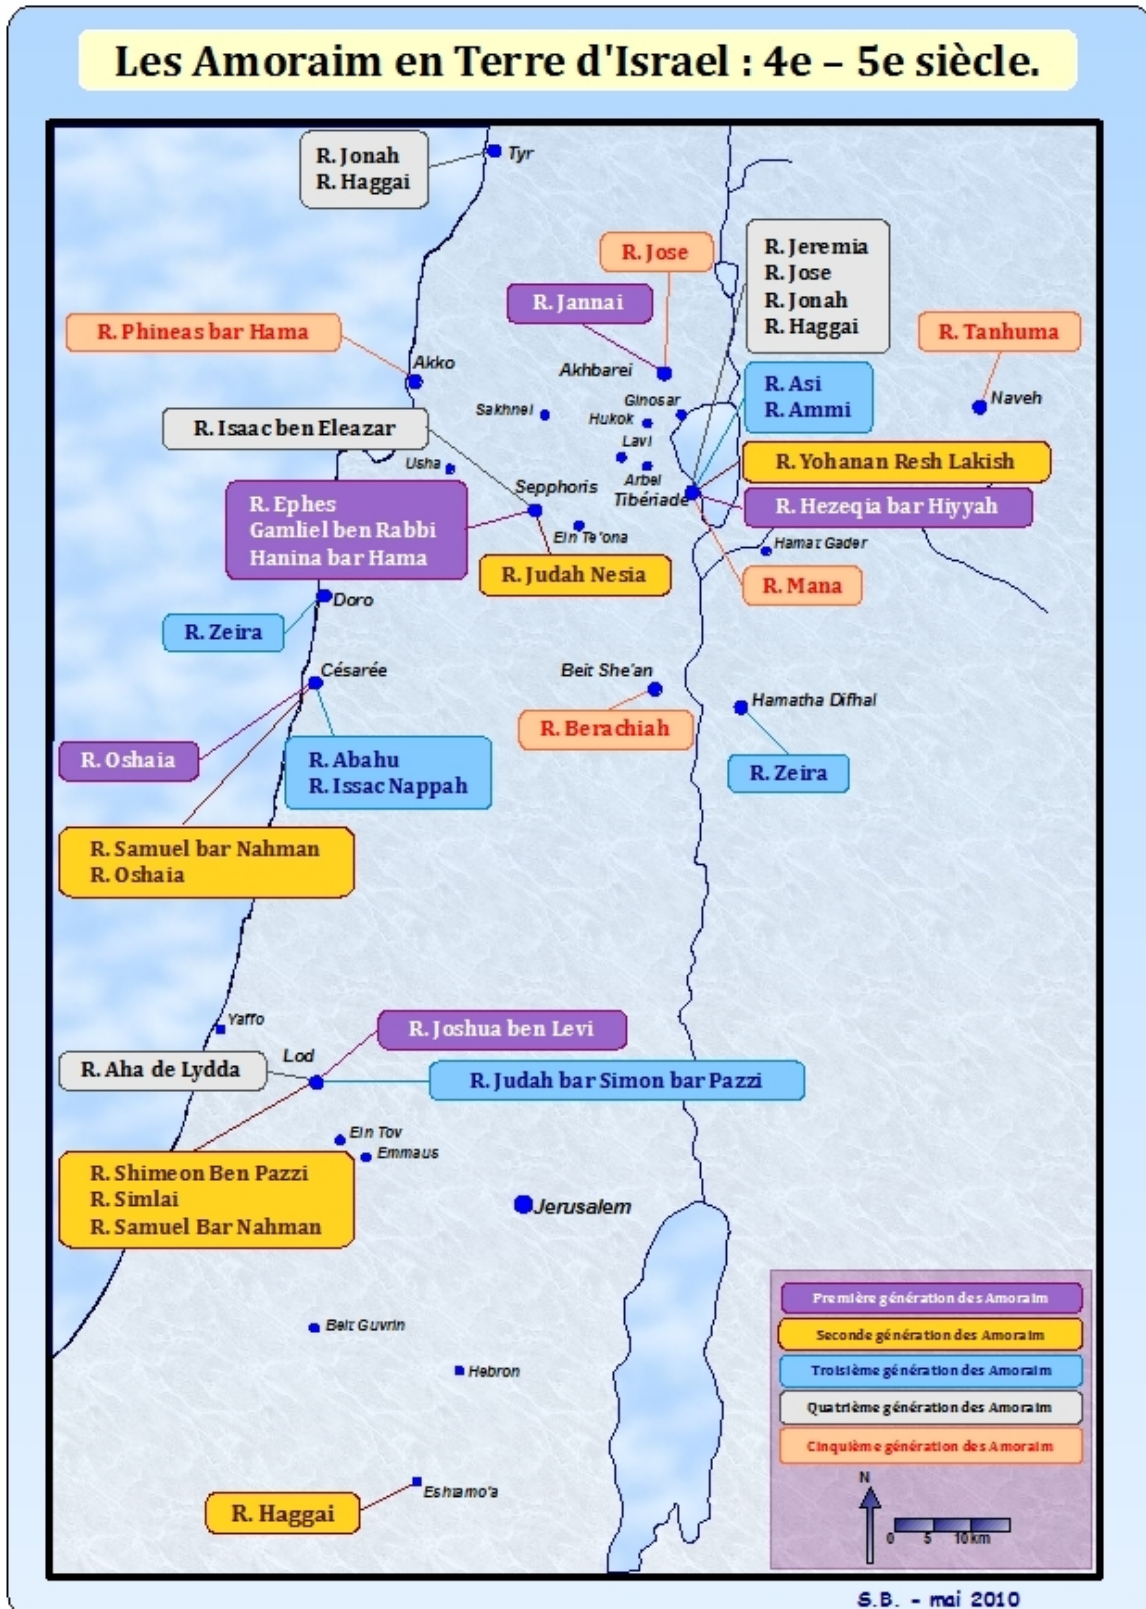 Les Amoraim en Terre d'Israel : 4e – 5e siècle.
R. Jonah
R. Haggai
Tyr
R. Jose
R. Jannai
R. Jeremia
R. Jose
R. Jonah
R. Haggai
R. Phineas bar Hama
R. Tanhuma
Akko
Akhbarei
R. Asi
R. Ammi
Naveh
Sakhnei
Ginosar
Hukok
R. Isaac ben Eleazar
Lavi
Usha
Arbel
R. Yohanan Resh Lakish
Sepphoris
Tibériade
R. Ephes
Gamliel ben Rabbi
Hanina bar Hama
R. Hezeqia bar Hiyyah
Ein Te'ona
Hamat Gader
R. Judah Nesia
R. Mana
Doro
R. Zeira
Césarée
Beit She'an
Hamatha Difhal
R. Berachiah
R. Oshaia
R. Abahu
R. Issac Nappah
R. Zeira
R. Samuel bar Nahman
R. Oshaia
Yaffo
R. Joshua ben Levi
Lod
R. Aha de Lydda
R. Judah bar Simon bar Pazzi
Ein Tov
Emmaus
R. Shimeon Ben Pazzi
R. Simlai
R. Samuel Bar Nahman
Jerusalem
Première génération des Amoraim
Seconde génération des Amoraim
Troisième génération des Amoraim
Quatrième génération des Amoraim
Cinquième génération des Amoraim
Beit Guvrin
Hebron
Eshtamo'a
R. Haggai
N
0 5 10km
S.B. - mai 2010